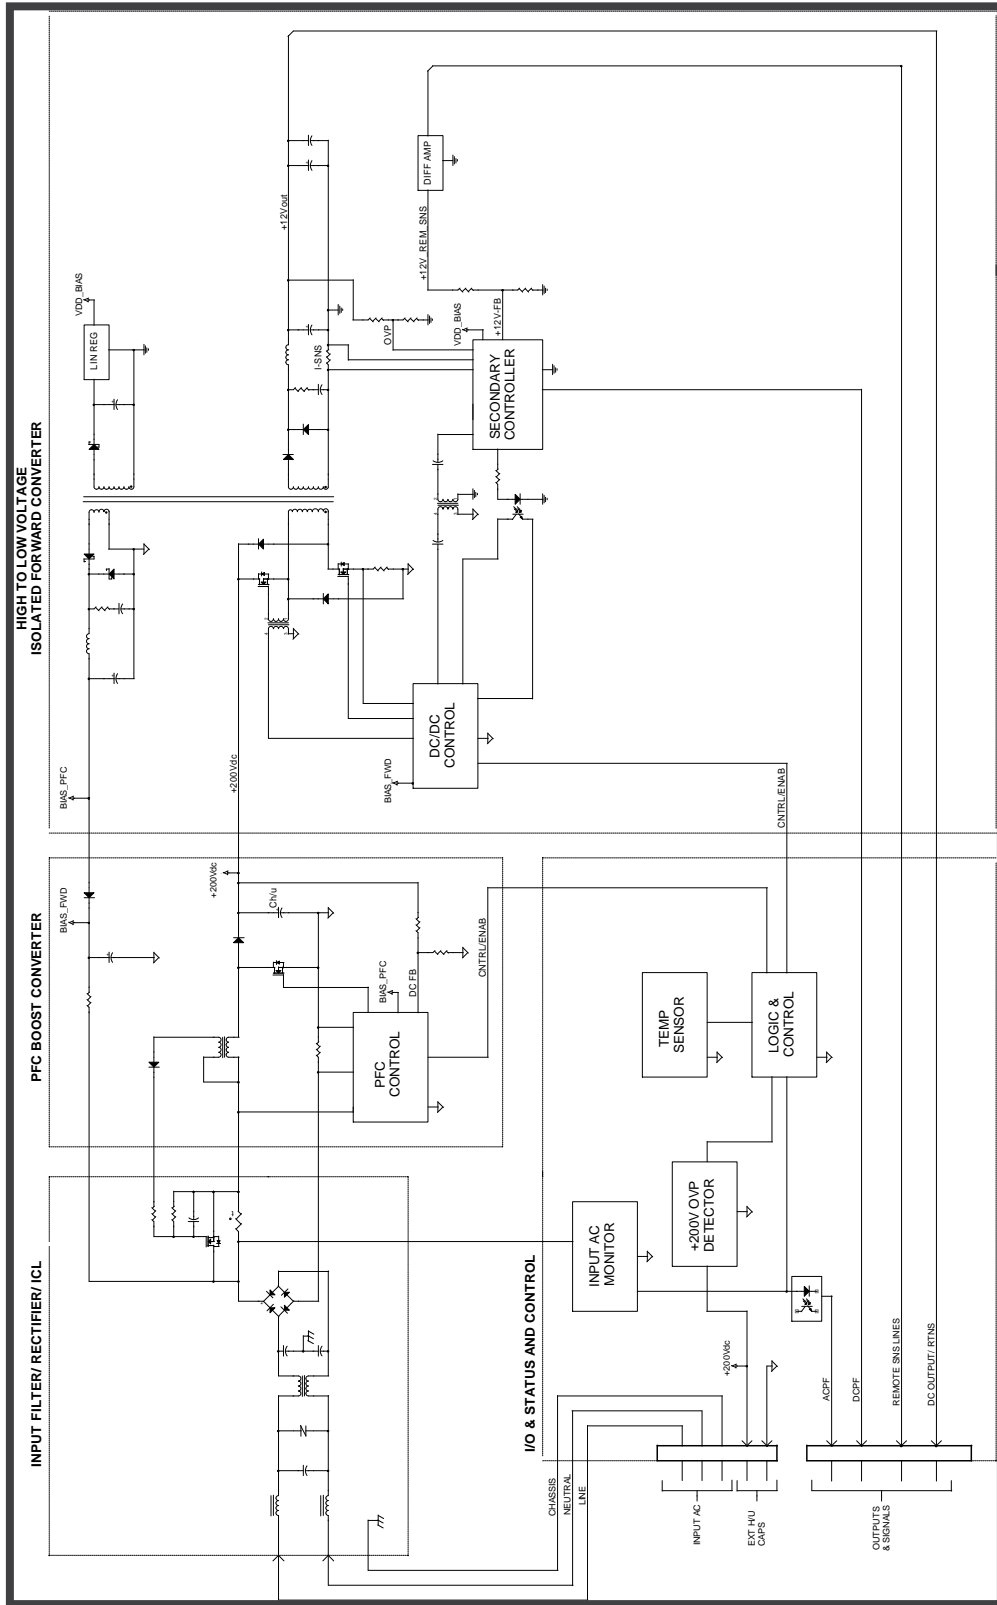 HIGH TO LOW VOLTAGE
ISOLATED FORWARD CONVERTER
PFC BOOST CONVERTER
INPUT FILTER/ RECTIFIER/ ICL
I/O & STATUS AND CONTROL
LIN REG
VDD_BIAS
+12Vout
I-SNS
OVP
DIFF AMP
+12V_REM_SNS
+12V-FB
VDD_BIAS
SECONDARY
CONTROLLER
DC/DC
CONTROL
BIAS_FWD
CNTRL/ENAB
BIAS_PFC
+200Vdc
BIAS_FWD
+200Vdc
Ch/u
BIAS_PFC
DC FB
CNTRL/ENAB
PFC
CONTROL
TEMP
SENSOR
LOGIC &
CONTROL
+200V OVP
DETECTOR
INPUT AC
MONITOR
+200Vdc
CHASSIS
NEUTRAL
LINE
INPUT AC
EXT H/U
CAPS
ACPF
DCPF
REMOTE SNS LINES
DC OUTPUT/ RTNS
OUTPUTS
& SIGNALS